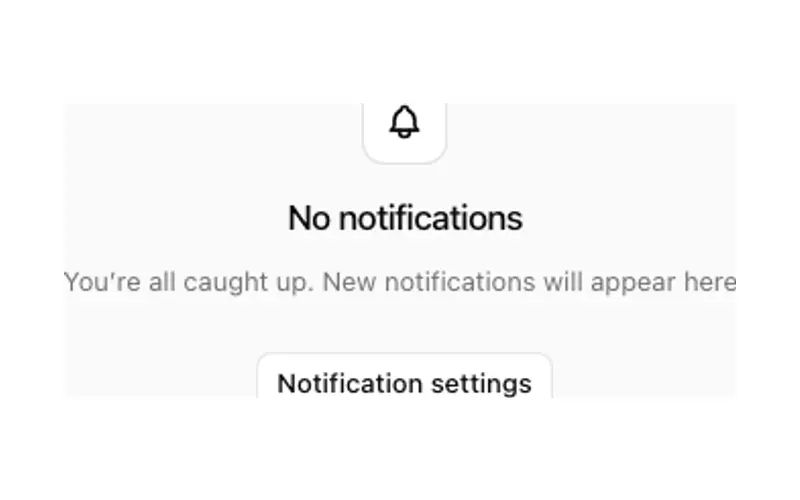 No notifications
You’re all caught up. New notifications will appear here
Notification settings